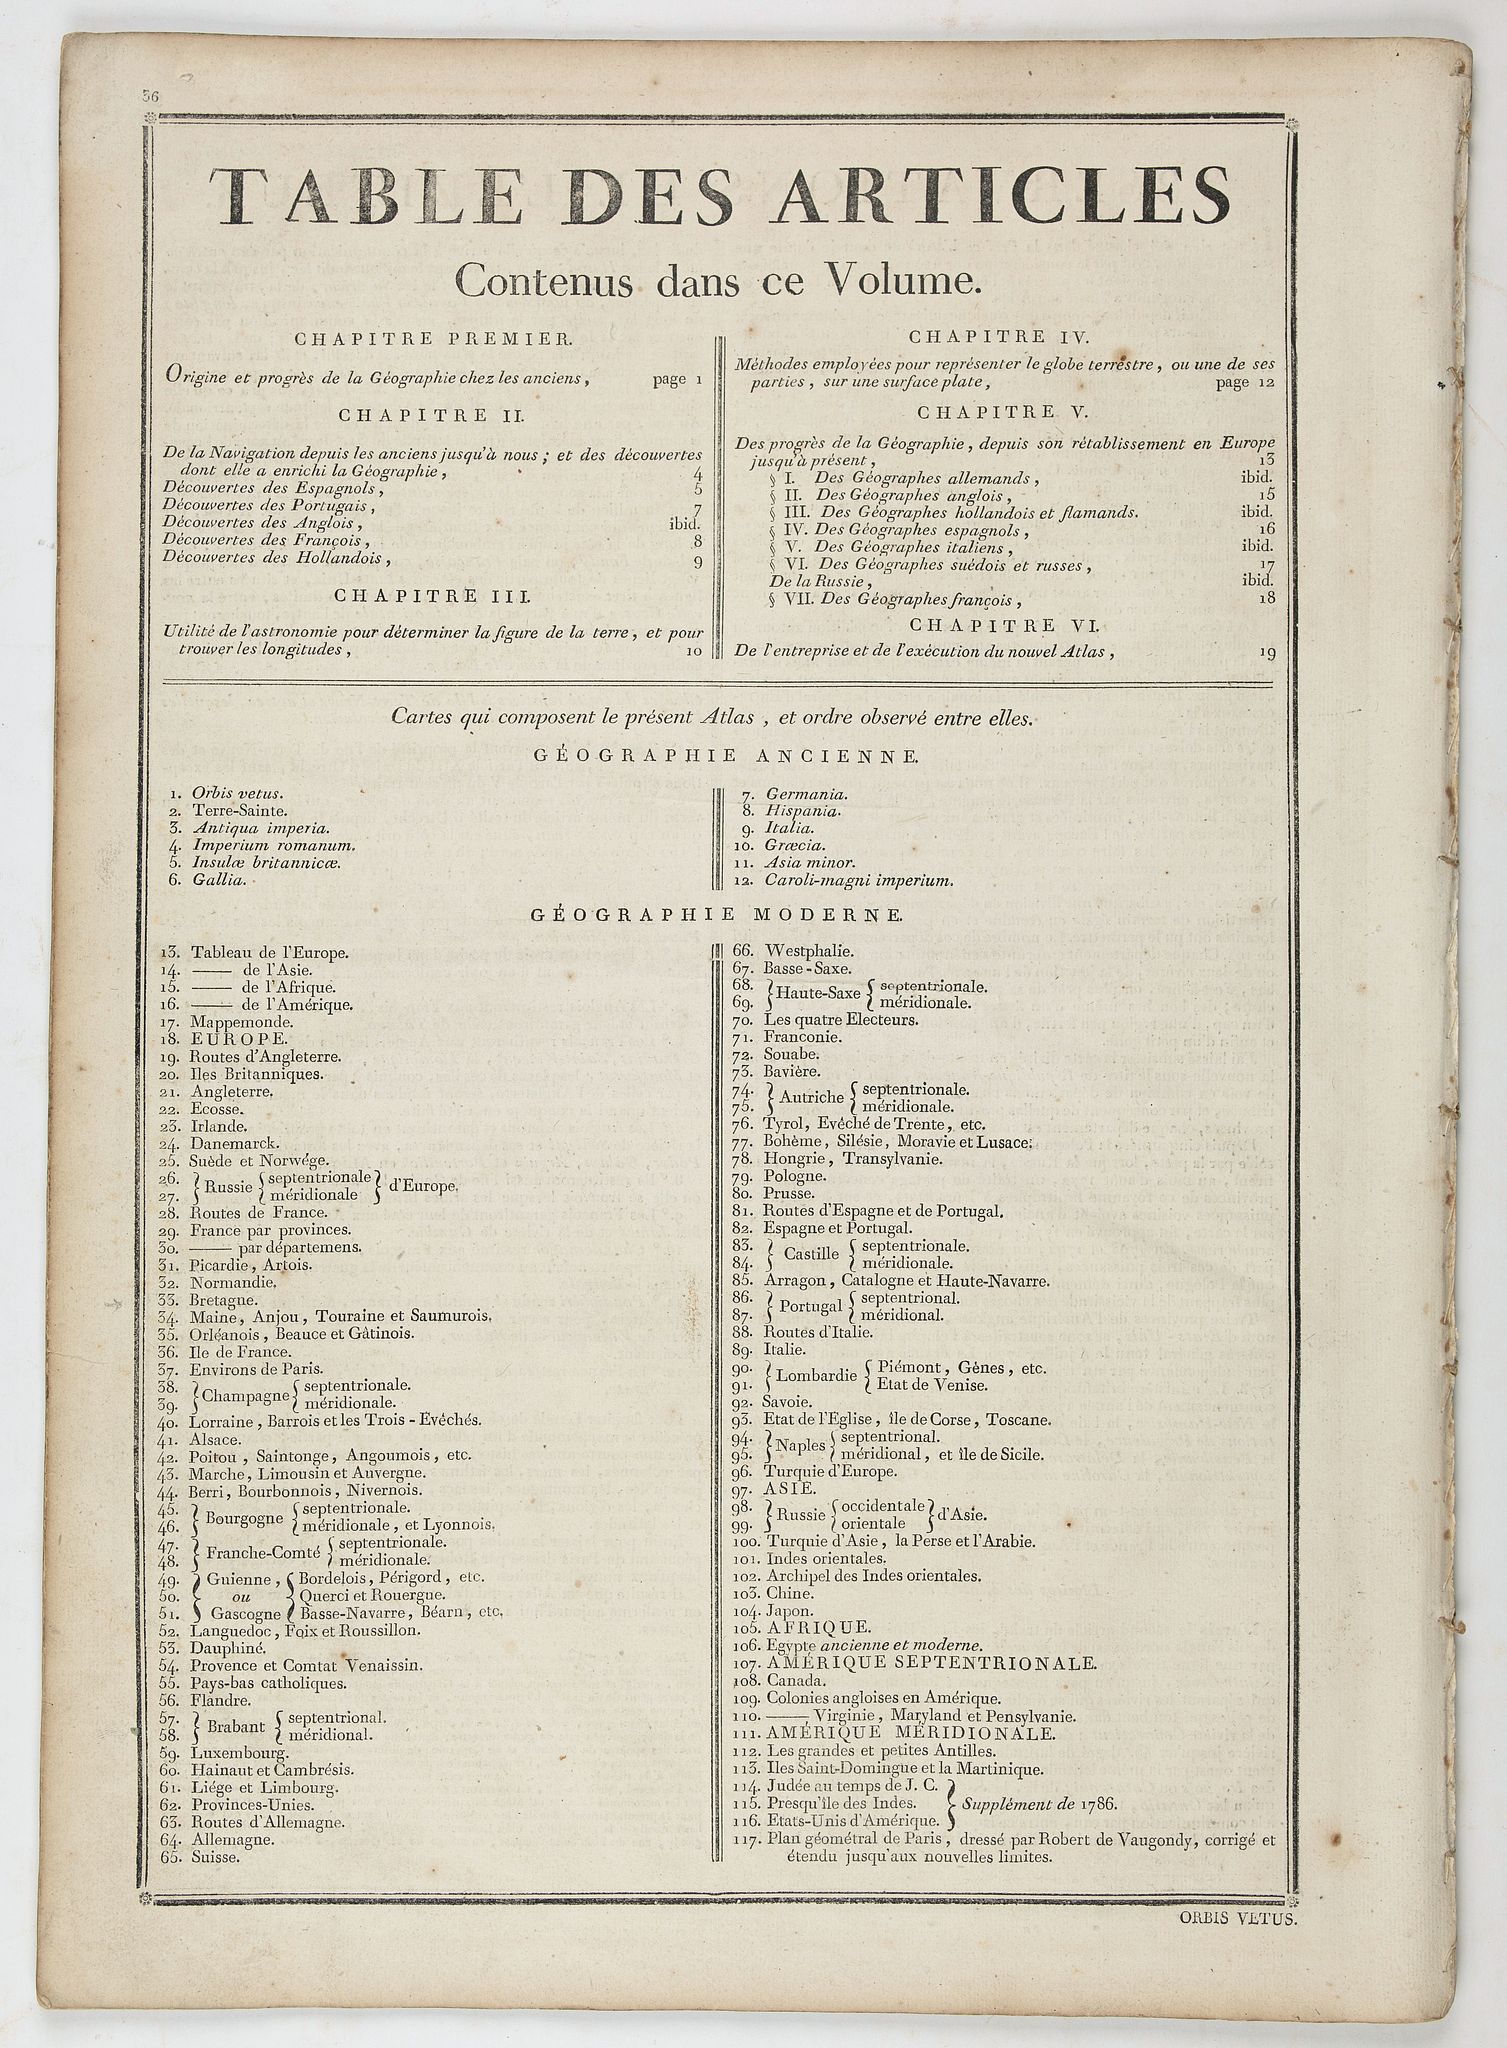 36
TABLE DES ARTICLES
Contenus dans ce Volume.
CHAPITRE PREMIER.
Origine et progrès de la Géographie chez les anciens, page 1
CHAPITRE II.
De la Navigation depuis les anciens jusqu'à nous; et des découvertes
dont elle a enrichi la Géographie, 4
Découvertes des Espagnols, 5
Découvertes des Portugais, 7
Découvertes des Anglois, ibid.
Découvertes des François, 8
Découvertes des Hollandois, 9
CHAPITRE III.
Utilité de l'astronomie pour déterminer la figure de la terre, et pour
trouver les longitudes, 10
CHAPITRE IV.
Méthodes employées pour représenter le globe terrestre, ou une de ses
parties, sur une surface plate, page 12
CHAPITRE V.
Des progrès de la Géographie, depuis son rétablissement en Europe
jusqu'à présent, 13
§ I. Des Géographes allemands, ibid.
§ II. Des Géographes anglois, 15
§ III. Des Géographes hollandois et flamands. ibid.
§ IV. Des Géographes espagnols, 16
§ V. Des Géographes italiens, ibid.
§ VI. Des Géographes suédois et russes, 17
De la Russie, ibid.
§ VII. Des Géographes françois, 18
CHAPITRE VI.
De l'entreprise et de l'exécution du nouvel Atlas, 19
Cartes qui composent le présent Atlas, et ordre observé entre elles.
GÉOGRAPHIE ANCIENNE.
1. Orbis vetus.
2. Terre-Sainte.
3. Antiqua imperia.
4. Imperium romanum.
5. Insulæ britannicæ.
6. Gallia.
7. Germania.
8. Hispania.
9. Italia.
10. Græcia.
11. Asia minor.
12. Caroli-magni imperium.
GÉOGRAPHIE MODERNE.
13. Tableau de l'Europe.
14. —— de l'Asie.
15. —— de l'Afrique.
16. —— de l'Amérique.
17. Mappemonde.
18. EUROPE.
19. Routes d'Angleterre.
20. Iles Britanniques.
21. Angleterre.
22. Ecosse.
23. Irlande.
24. Danemarck.
25. Suède et Norwége.
26. } Russie { septentrionale } d'Europe.
27. } { méridionale }
28. Routes de France.
29. France par provinces.
30. —— par départemens.
31. Picardie, Artois.
32. Normandie.
33. Bretagne.
34. Maine, Anjou, Touraine et Saumurois.
35. Orléanois, Beauce et Gâtinois.
36. Ile de France.
37. Environs de Paris.
38. } Champagne { septentrionale.
39. } { méridionale.
40. Lorraine, Barrois et les Trois-Evéchés.
41. Alsace.
42. Poitou, Saintonge, Angoumois, etc.
43. Marche, Limousin et Auvergne.
44. Berri, Bourbonnois, Nivernois.
45. } Bourgogne { septentrionale.
46. } { méridionale, et Lyonnois.
47. } Franche-Comté { septentrionale.
48. } { méridionale.
49. } Guienne, { Bordelois, Périgord, etc.
50. } ou { Querci et Rouergue.
51. } Gascogne { Basse-Navarre, Béarn, etc.
52. Languedoc, Foix et Roussillon.
53. Dauphiné.
54. Provence et Comtat Venaissin.
55. Pays-bas catholiques.
56. Flandre.
57. } Brabant { septentrional.
58. } { méridional.
59. Luxembourg.
60. Hainaut et Cambrésis.
61. Liége et Limbourg.
62. Provinces-Unies.
63. Routes d'Allemagne.
64. Allemagne.
65. Suisse.
66. Westphalie.
67. Basse-Saxe.
68. } Haute-Saxe { septentrionale.
69. } { méridionale.
70. Les quatre Electeurs.
71. Franconie.
72. Souabe.
73. Bavière.
74. } Autriche { septentrionale.
75. } { méridionale.
76. Tyrol, Evéché de Trente, etc.
77. Bohème, Silésie, Moravie et Lusace.
78. Hongrie, Transylvanie.
79. Pologne.
80. Prusse.
81. Routes d'Espagne et de Portugal.
82. Espagne et Portugal.
83. } Castille { septentrionale.
84. } { méridionale.
85. Arragon, Catalogne et Haute-Navarre.
86. } Portugal { septentrional.
87. } { méridional.
88. Routes d'Italie.
89. Italie.
90. } Lombardie { Piémont, Gênes, etc.
91. } { Etat de Venise.
92. Savoie.
93. Etat de l'Eglise, île de Corse, Toscane.
94. } Naples { septentrional.
95. } { méridional, et île de Sicile.
96. Turquie d'Europe.
97. ASIE.
98. } Russie { occidentale } d'Asie.
99. } { orientale }
100. Turquie d'Asie, la Perse et l'Arabie.
101. Indes orientales.
102. Archipel des Indes orientales.
103. Chine.
104. Japon.
105. AFRIQUE.
106. Egypte ancienne et moderne.
107. AMÉRIQUE SEPTENTRIONALE.
108. Canada.
109. Colonies angloises en Amérique.
110. —— Virginie, Maryland et Pensylvanie.
111. AMÉRIQUE MÉRIDIONALE.
112. Les grandes et petites Antilles.
113. Iles Saint-Domingue et la Martinique.
114. Judée au temps de J. C. }
115. Presqu'île des Indes. } Supplément de 1786.
116. Etats-Unis d'Amérique. }
117. Plan géométral de Paris, dressé par Robert de Vaugondy, corrigé et
étendu jusqu'aux nouvelles limites.
ORBIS VETUS.